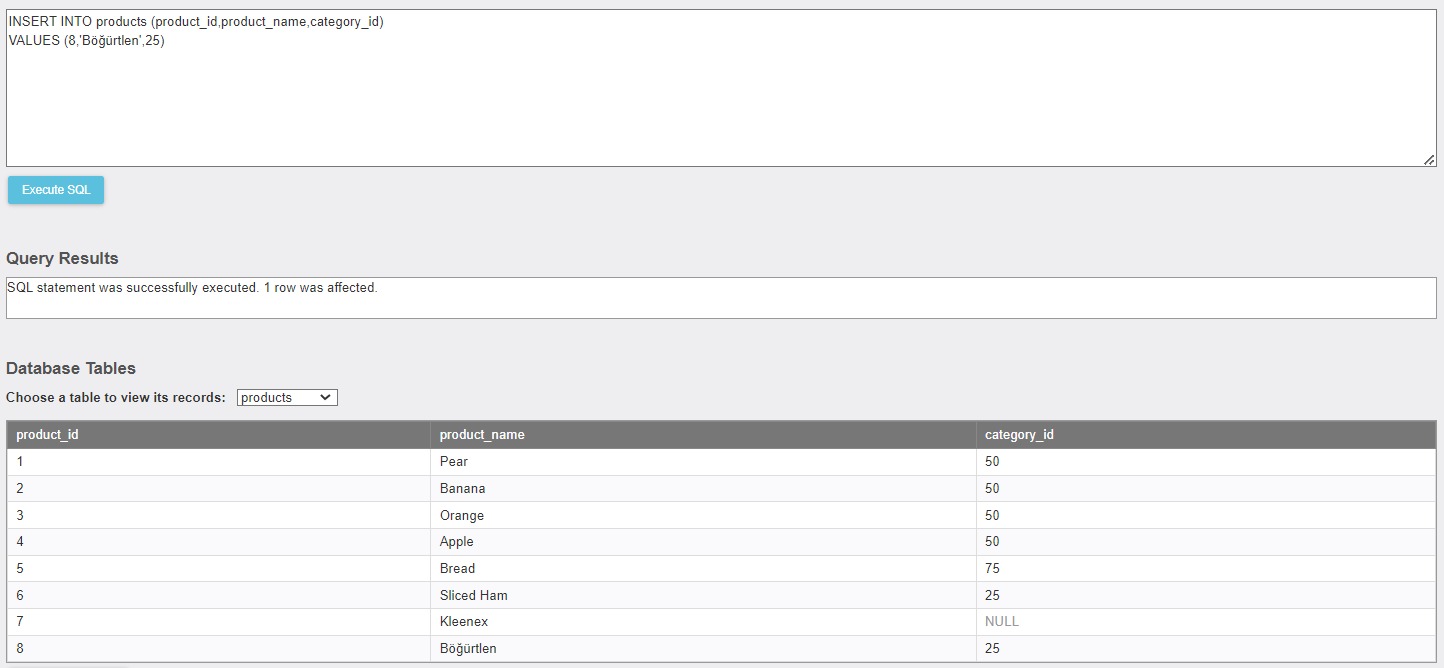 INSERT INTO products (product_id,product_name,category_id)
VALUES (8,'Böğürtlen',25)
Execute SQL
Query Results
SQL statement was successfully executed. 1 row was affected.
Database Tables
Choose a table to view its records: products
product_id product_name category_id
1 Pear 50
2 Banana 50
3 Orange 50
4 Apple 50
5 Bread 75
6 Sliced Ham 25
7 Kleenex NULL
8 Böğürtlen 25